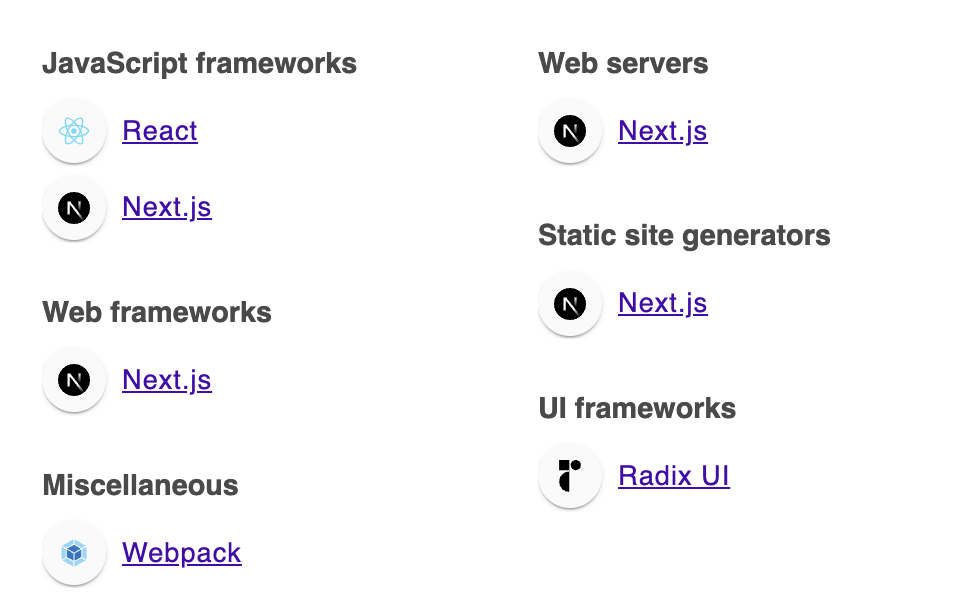 JavaScript frameworks
React
Next.js
Web frameworks
Next.js
Miscellaneous
Webpack
Web servers
Next.js
Static site generators
Next.js
UI frameworks
Radix UI